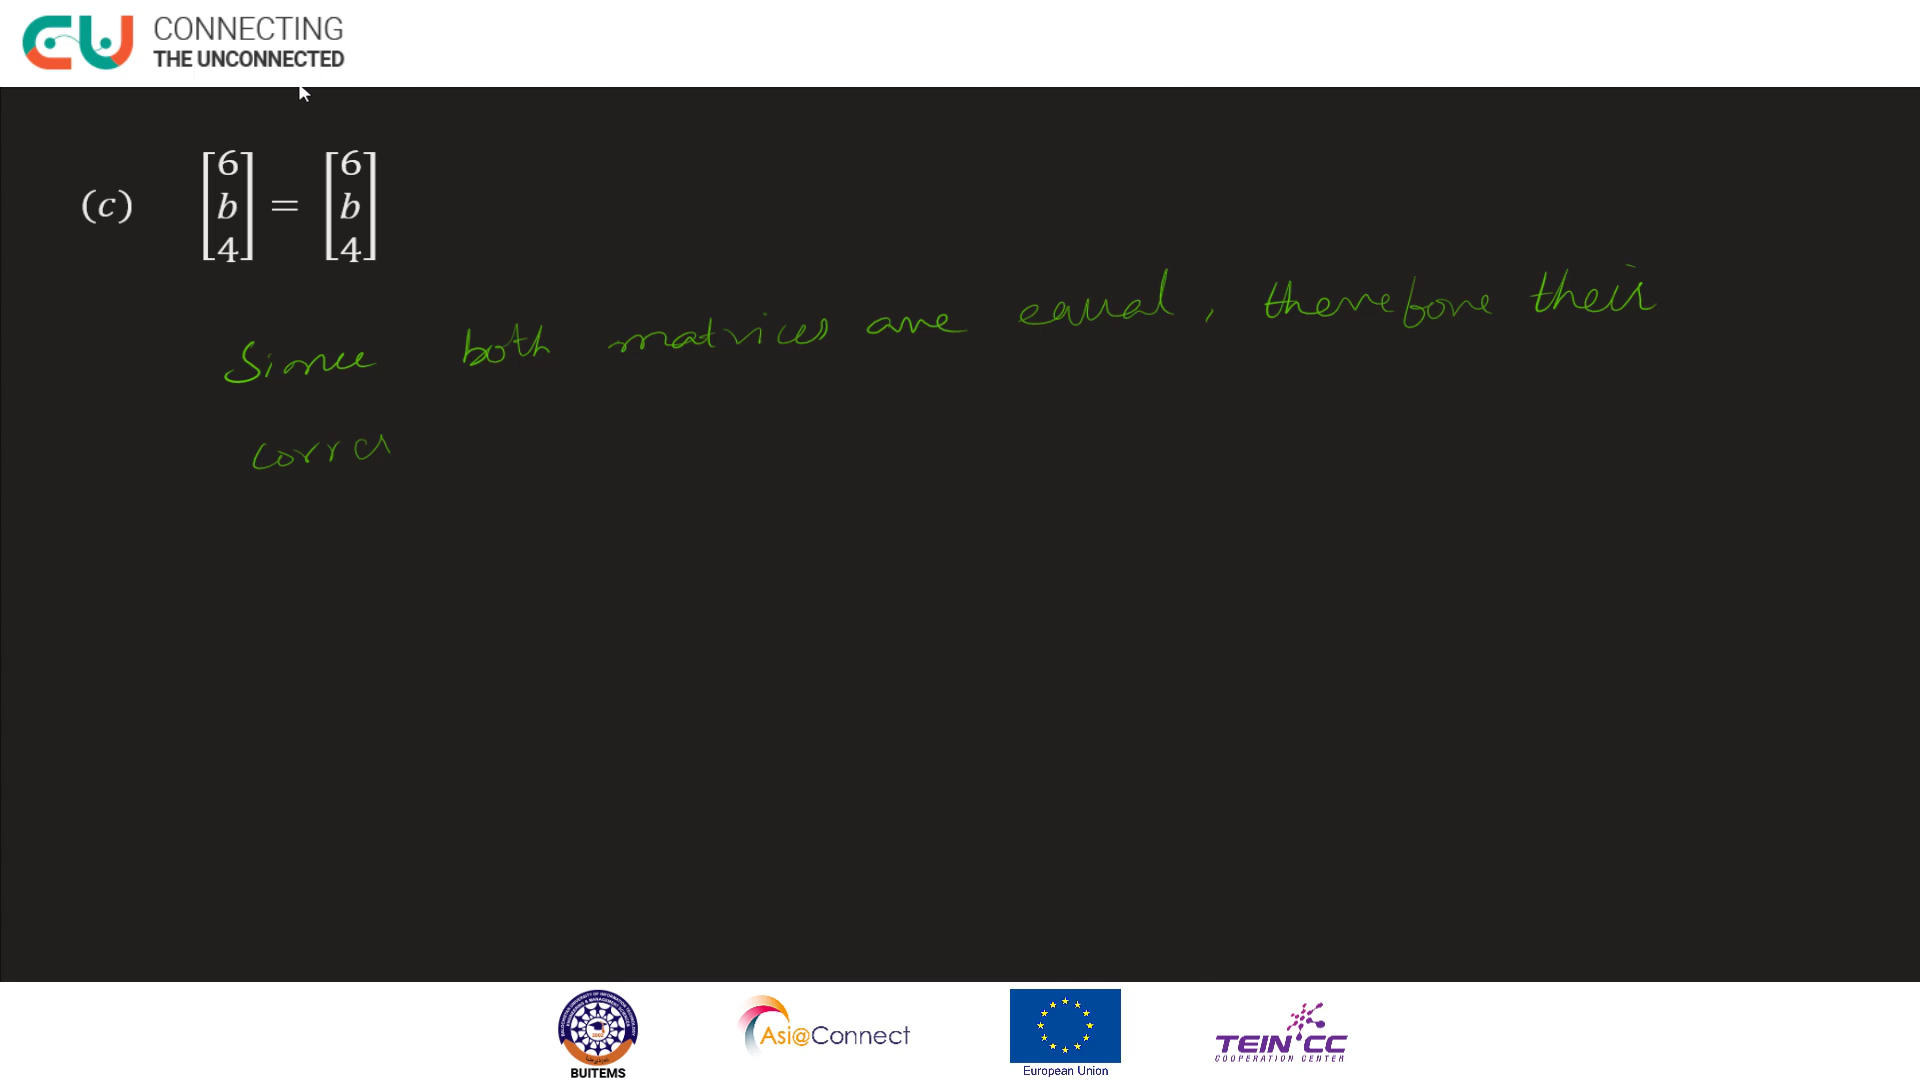 CONNECTING
THE UNCONNECTED
(c) [6 b 4] = [6 b 4]
Since both matrices are equal, therefore their
corre
BUITEMS
Asi@Connect
European Union
TEIN*CC
COOPERATION CENTER